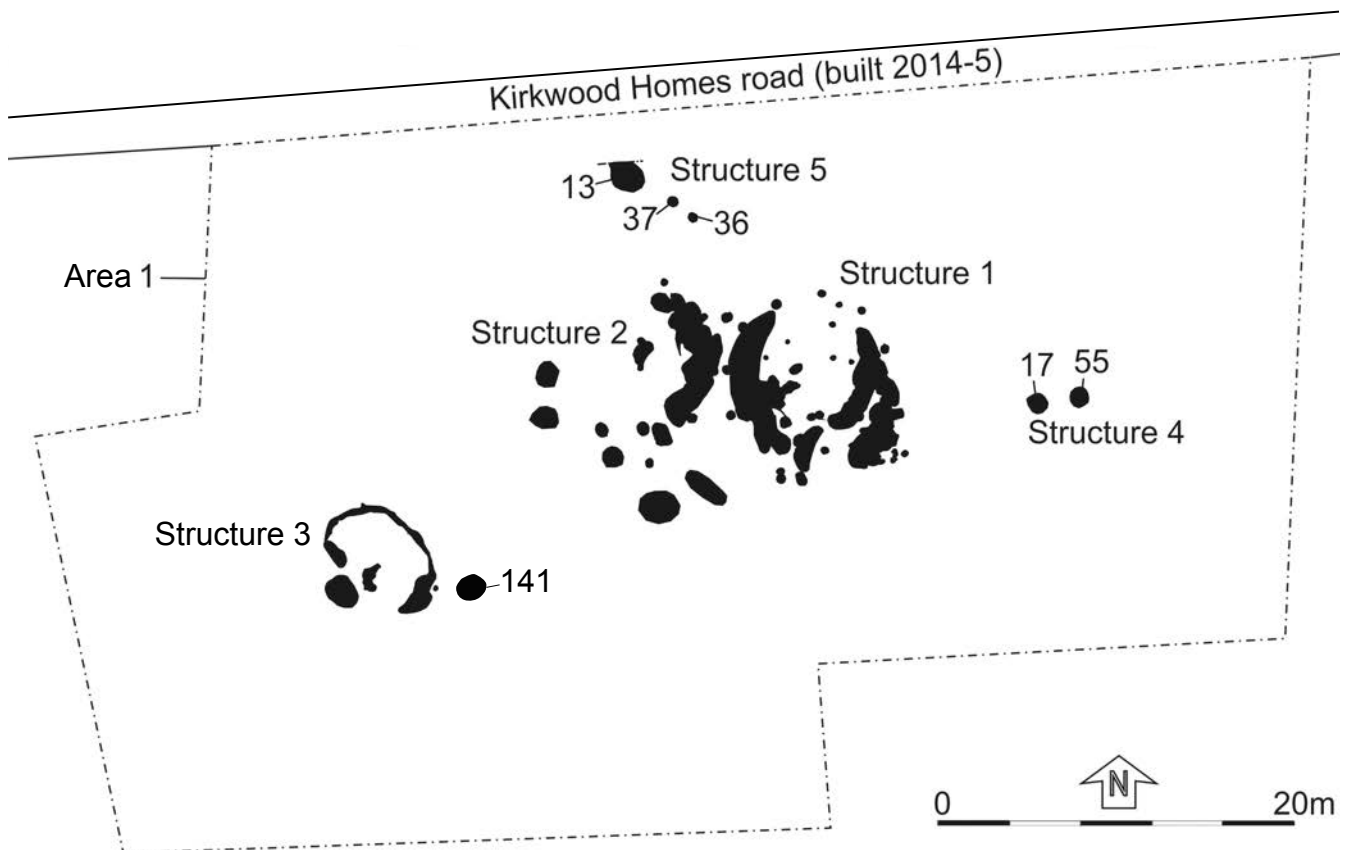 Kirkwood Homes road (built 2014-5)
Structure 5
13
37
36
Area 1
Structure 1
Structure 2
17 55
Structure 4
Structure 3
141
N
0 20m